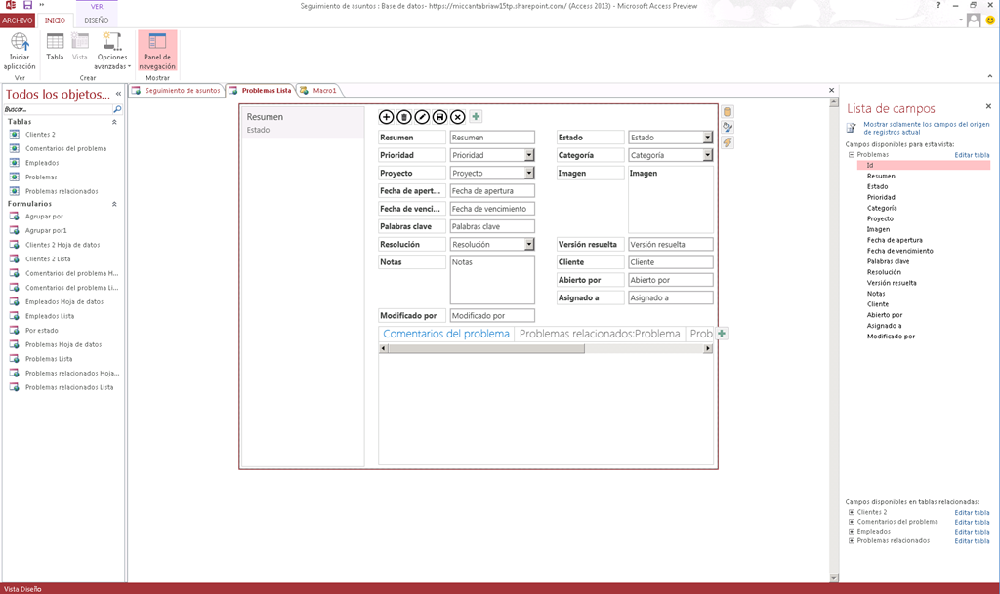 Seguimiento de asuntos : Base de datos- https://miccantabriaw15tp.sharepoint.com/ (Access 2013) - Microsoft Access Preview
VER
ARCHIVO INICIO DISEÑO
Iniciar aplicación
Tabla
Vista
Opciones avanzadas
Panel de navegación
Ver
Crear
Mostrar
Todos los objetos...
Buscar...
Tablas
Clientes 2
Comentarios del problema
Empleados
Problemas
Problemas relacionados
Formularios
Agrupar por
Agrupar por1
Clientes 2 Hoja de datos
Clientes 2 Lista
Comentarios del problema H...
Comentarios del problema Li...
Empleados Hoja de datos
Empleados Lista
Por estado
Problemas Hoja de datos
Problemas Lista
Problemas relacionados Hoja...
Problemas relacionados Lista
Seguimiento de asuntos
Problemas Lista
Macro1
Resumen
Estado
Resumen Resumen
Prioridad Prioridad
Proyecto Proyecto
Fecha de apert... Fecha de apertura
Fecha de venci... Fecha de vencimiento
Palabras clave Palabras clave
Resolución Resolución
Notas Notas
Modificado por Modificado por
Estado Estado
Categoría Categoría
Imagen Imagen
Versión resuelta Versión resuelta
Cliente Cliente
Abierto por Abierto por
Asignado a Asignado a
Comentarios del problema Problemas relacionados:Problema Prob
Lista de campos
Mostrar solamente los campos del origen
de registros actual
Campos disponibles para esta vista:
Problemas Editar tabla
Id
Resumen
Estado
Prioridad
Categoría
Proyecto
Imagen
Fecha de apertura
Fecha de vencimiento
Palabras clave
Resolución
Versión resuelta
Notas
Cliente
Abierto por
Asignado a
Modificado por
Campos disponibles en tablas relacionadas:
Clientes 2 Editar tabla
Comentarios del problema Editar tabla
Empleados Editar tabla
Problemas relacionados Editar tabla
Vista Diseño